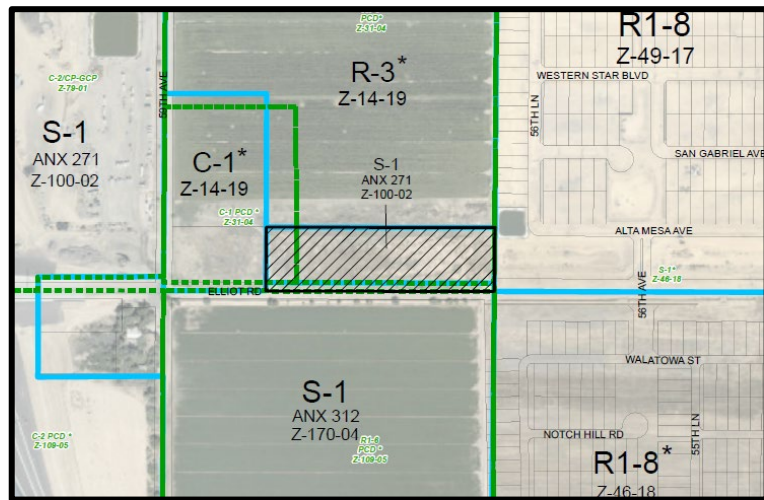 PCD*
Z-31-04
R1-8
Z-49-17
C-2/CP-GCP
Z-79-01
59TH AVE
R-3*
Z-14-19
WESTERN STAR BLVD
56TH LN
SAN GABRIEL AVE
S-1
ANX 271
Z-100-02
C-1*
Z-14-19
S-1
ANX 271
Z-100-02
C-1 PCD *
Z-31-04
ALTA MESA AVE
S-1*
Z-46-18
56TH AVE
ELLIOT RD
WALATOWA ST
S-1
ANX 312
Z-170-04
C-2 PCD *
Z-109-05
R1-8
PCD *
Z-109-05
NOTCH HILL RD
55TH LN
R1-8*
Z-46-18